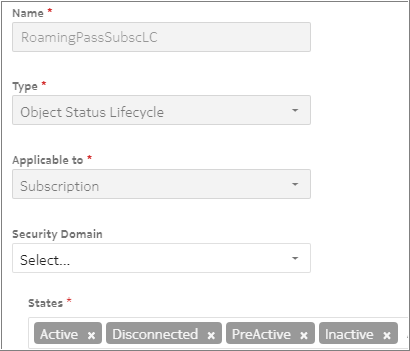 Name *
RoamingPassSubscLC
Type *
Object Status Lifecycle
Applicable to *
Subscription
Security Domain
Select...
States *
Active × Disconnected × PreActive × Inactive ×